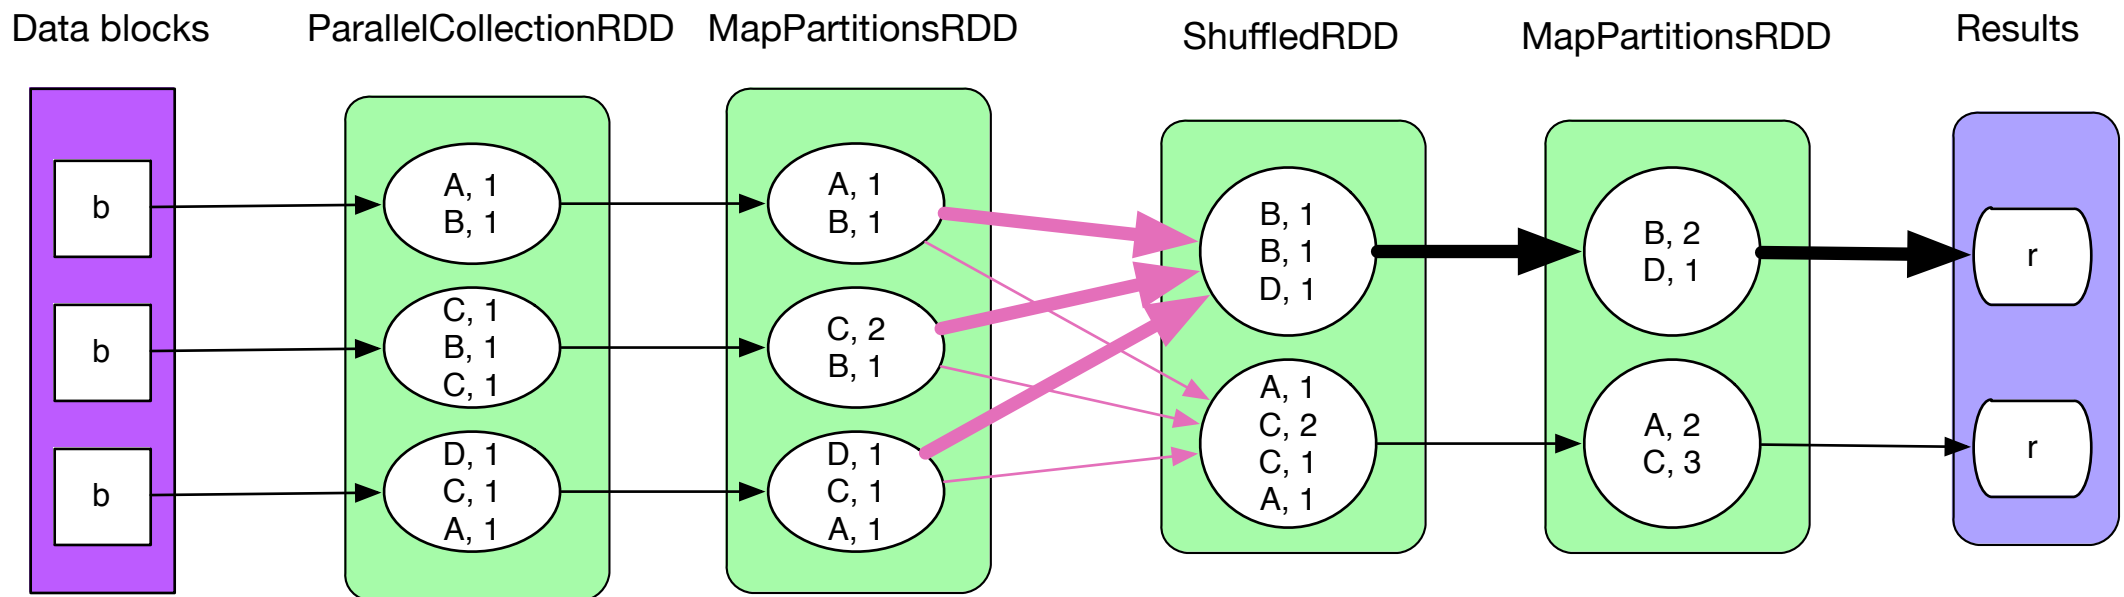 Data blocks
ParallelCollectionRDD
MapPartitionsRDD
ShuffledRDD
MapPartitionsRDD
Results
b
b
b
A, 1
B, 1
C, 1
B, 1
C, 1
D, 1
C, 1
A, 1
A, 1
B, 1
C, 2
B, 1
D, 1
C, 1
A, 1
B, 1
B, 1
D, 1
A, 1
C, 2
C, 1
A, 1
B, 2
D, 1
A, 2
C, 3
r
r